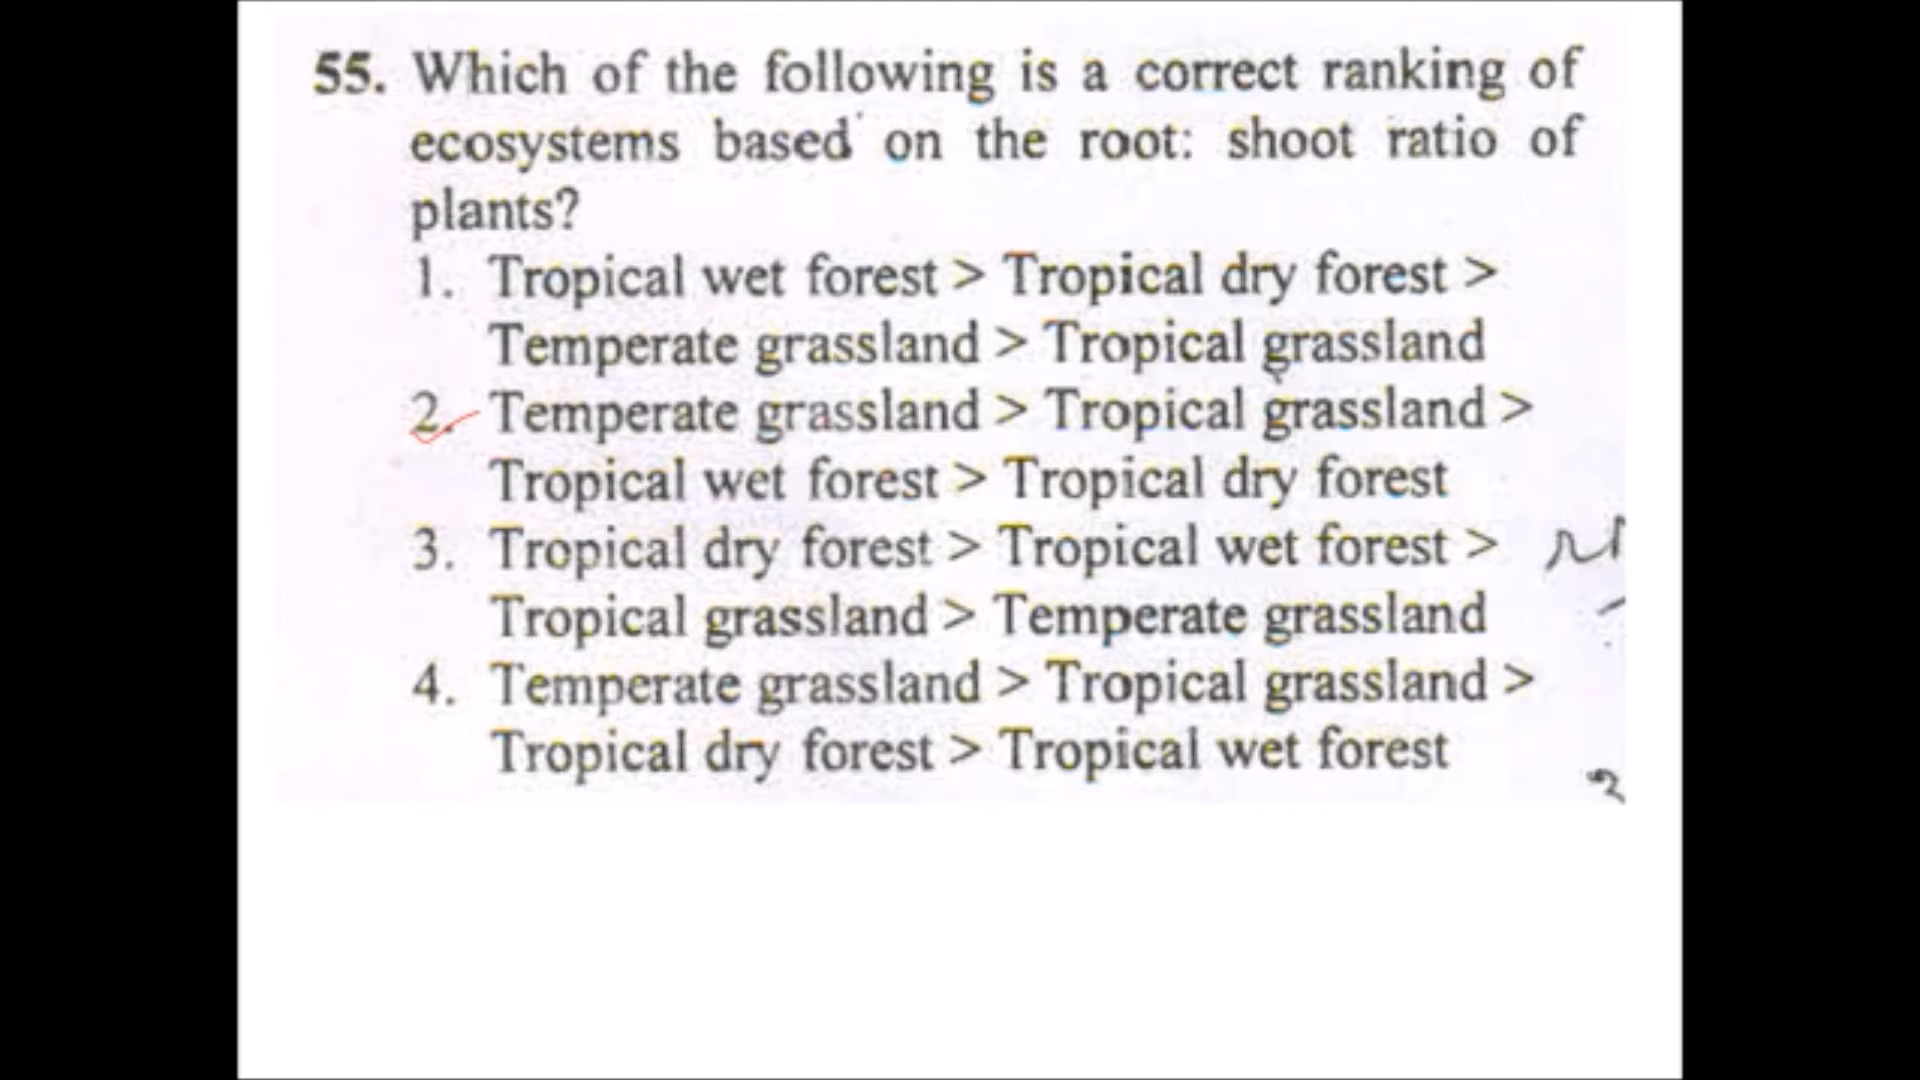 55. Which of the following is a correct ranking of
ecosystems based on the root: shoot ratio of
plants?
1. Tropical wet forest > Tropical dry forest >
Temperate grassland > Tropical grassland
2. Temperate grassland > Tropical grassland >
Tropical wet forest > Tropical dry forest
3. Tropical dry forest > Tropical wet forest >
Tropical grassland > Temperate grassland
4. Temperate grassland > Tropical grassland >
Tropical dry forest > Tropical wet forest